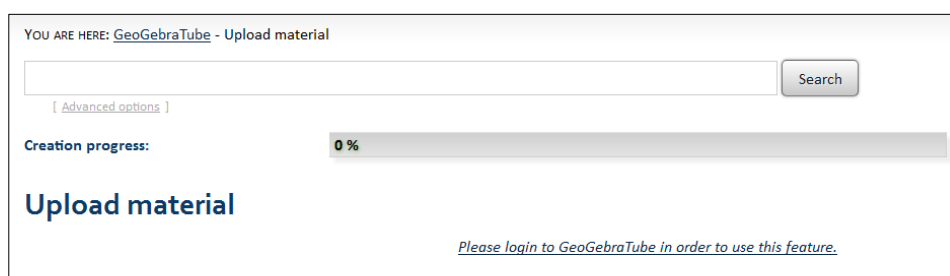 YOU ARE HERE: GeoGebraTube - Upload material
Search
[ Advanced options ]
Creation progress: 0 %
Upload material
Please login to GeoGebraTube in order to use this feature.